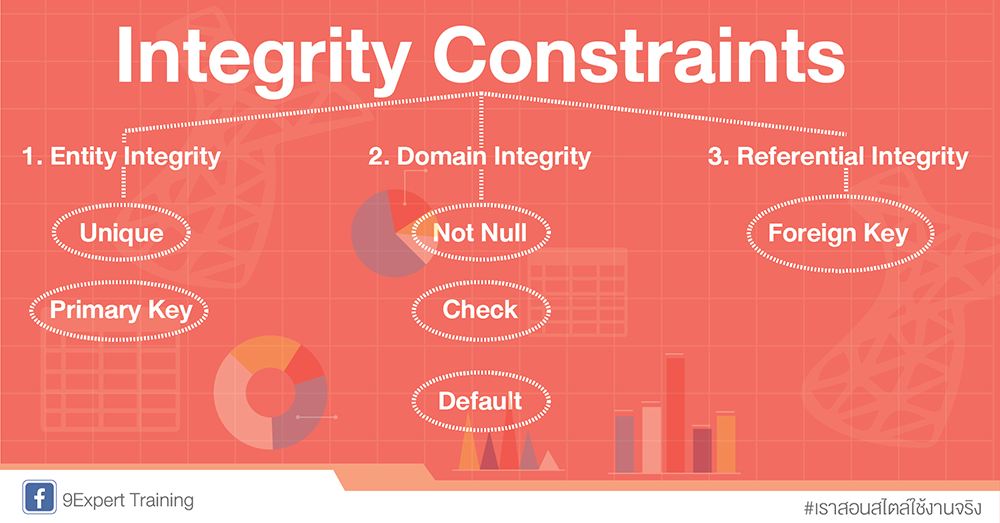 Integrity Constraints
1. Entity Integrity
2. Domain Integrity
3. Referential Integrity
Unique
Not Null
Foreign Key
Primary Key
Check
Default
9Expert Training
#เราสอนสไตล์ใช้งานจริง